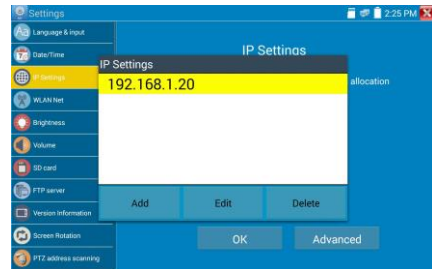 Settings
2:25 PM
Language & input
Date/Time
IP Settings
IP Settings
IP Settings
192.168.1.20
allocation
WLAN Net
Brightness
Volume
SD card
FTP server
Version Information
Add Edit Delete
Screen Rotation
OK Advanced
PTZ address scanning